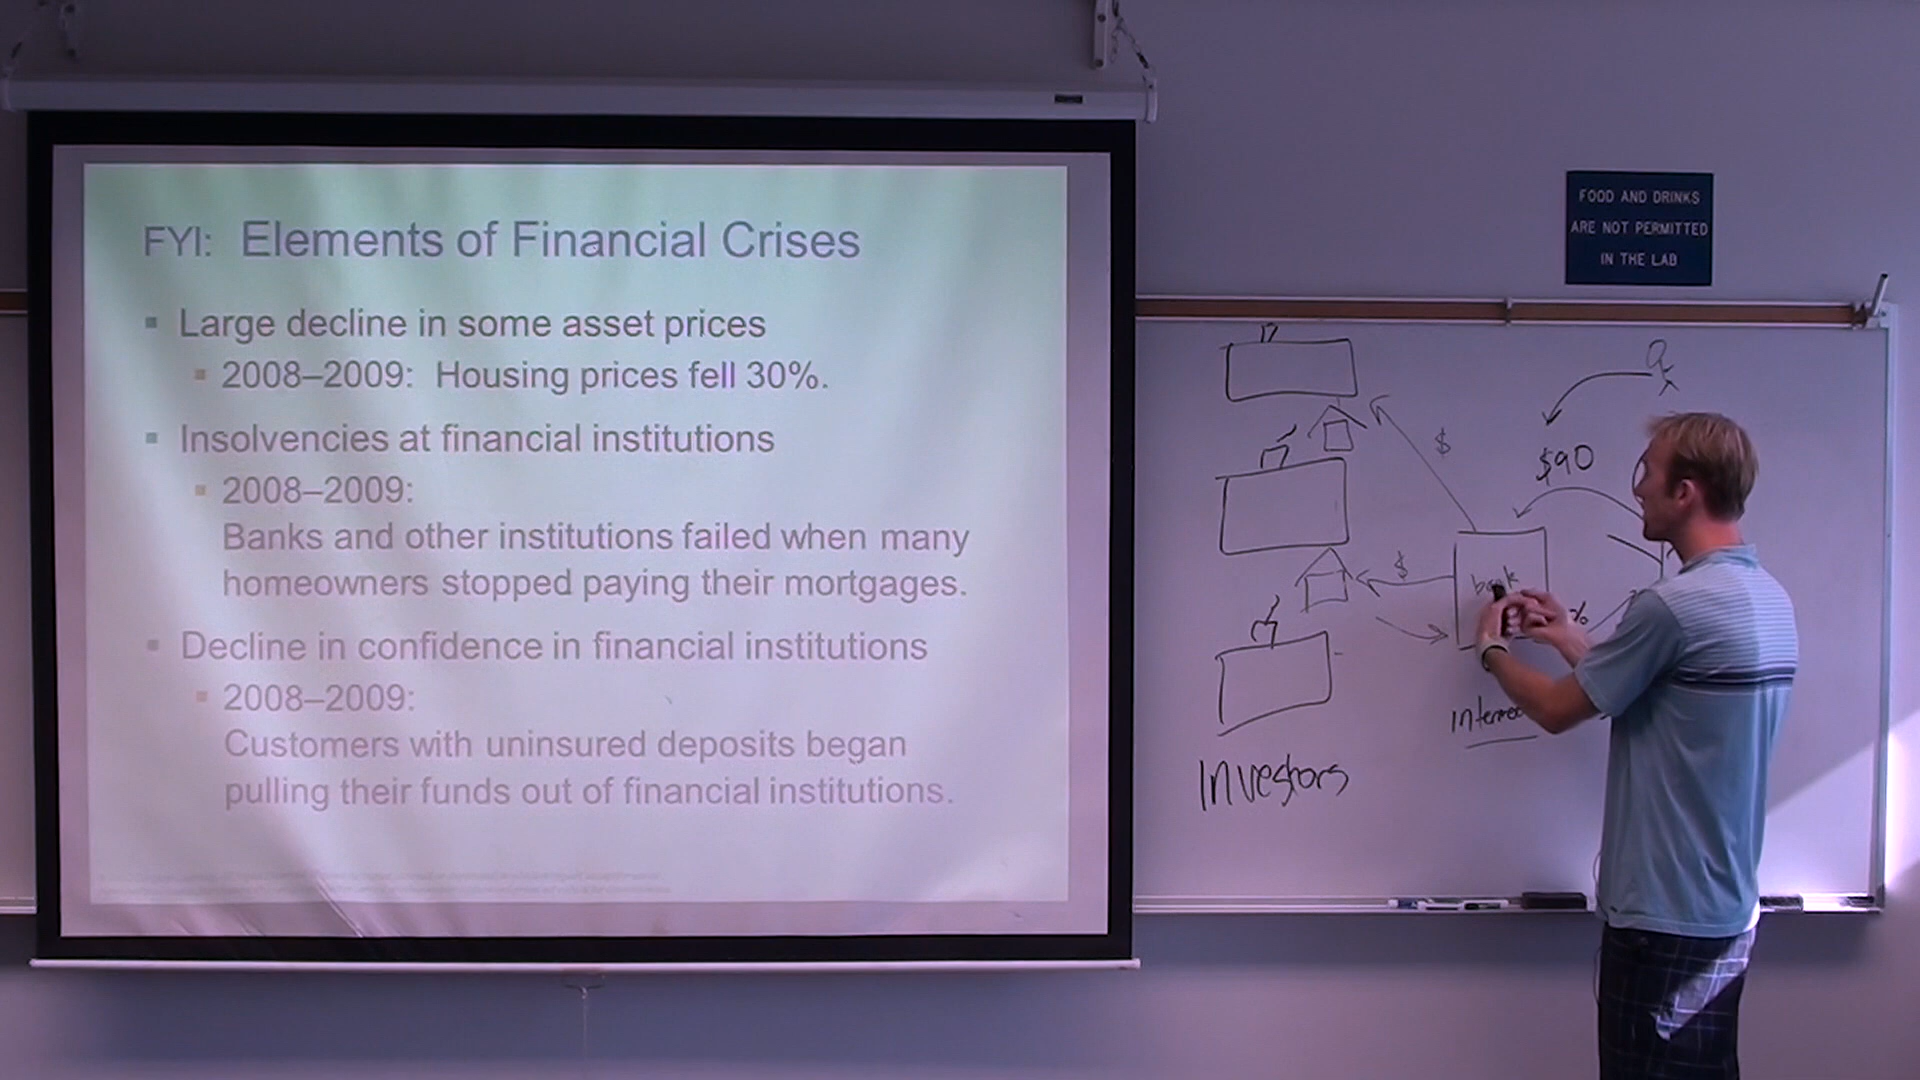 FYI: Elements of Financial Crises
▪ Large decline in some asset prices
▪ 2008–2009: Housing prices fell 30%.
▪ Insolvencies at financial institutions
▪ 2008–2009:
Banks and other institutions failed when many
homeowners stopped paying their mortgages.
▪ Decline in confidence in financial institutions
▪ 2008–2009:
Customers with uninsured deposits began
pulling their funds out of financial institutions.
FOOD AND DRINKS
ARE NOT PERMITTED
IN THE LAB
$
$90
$
bank
%
Investors